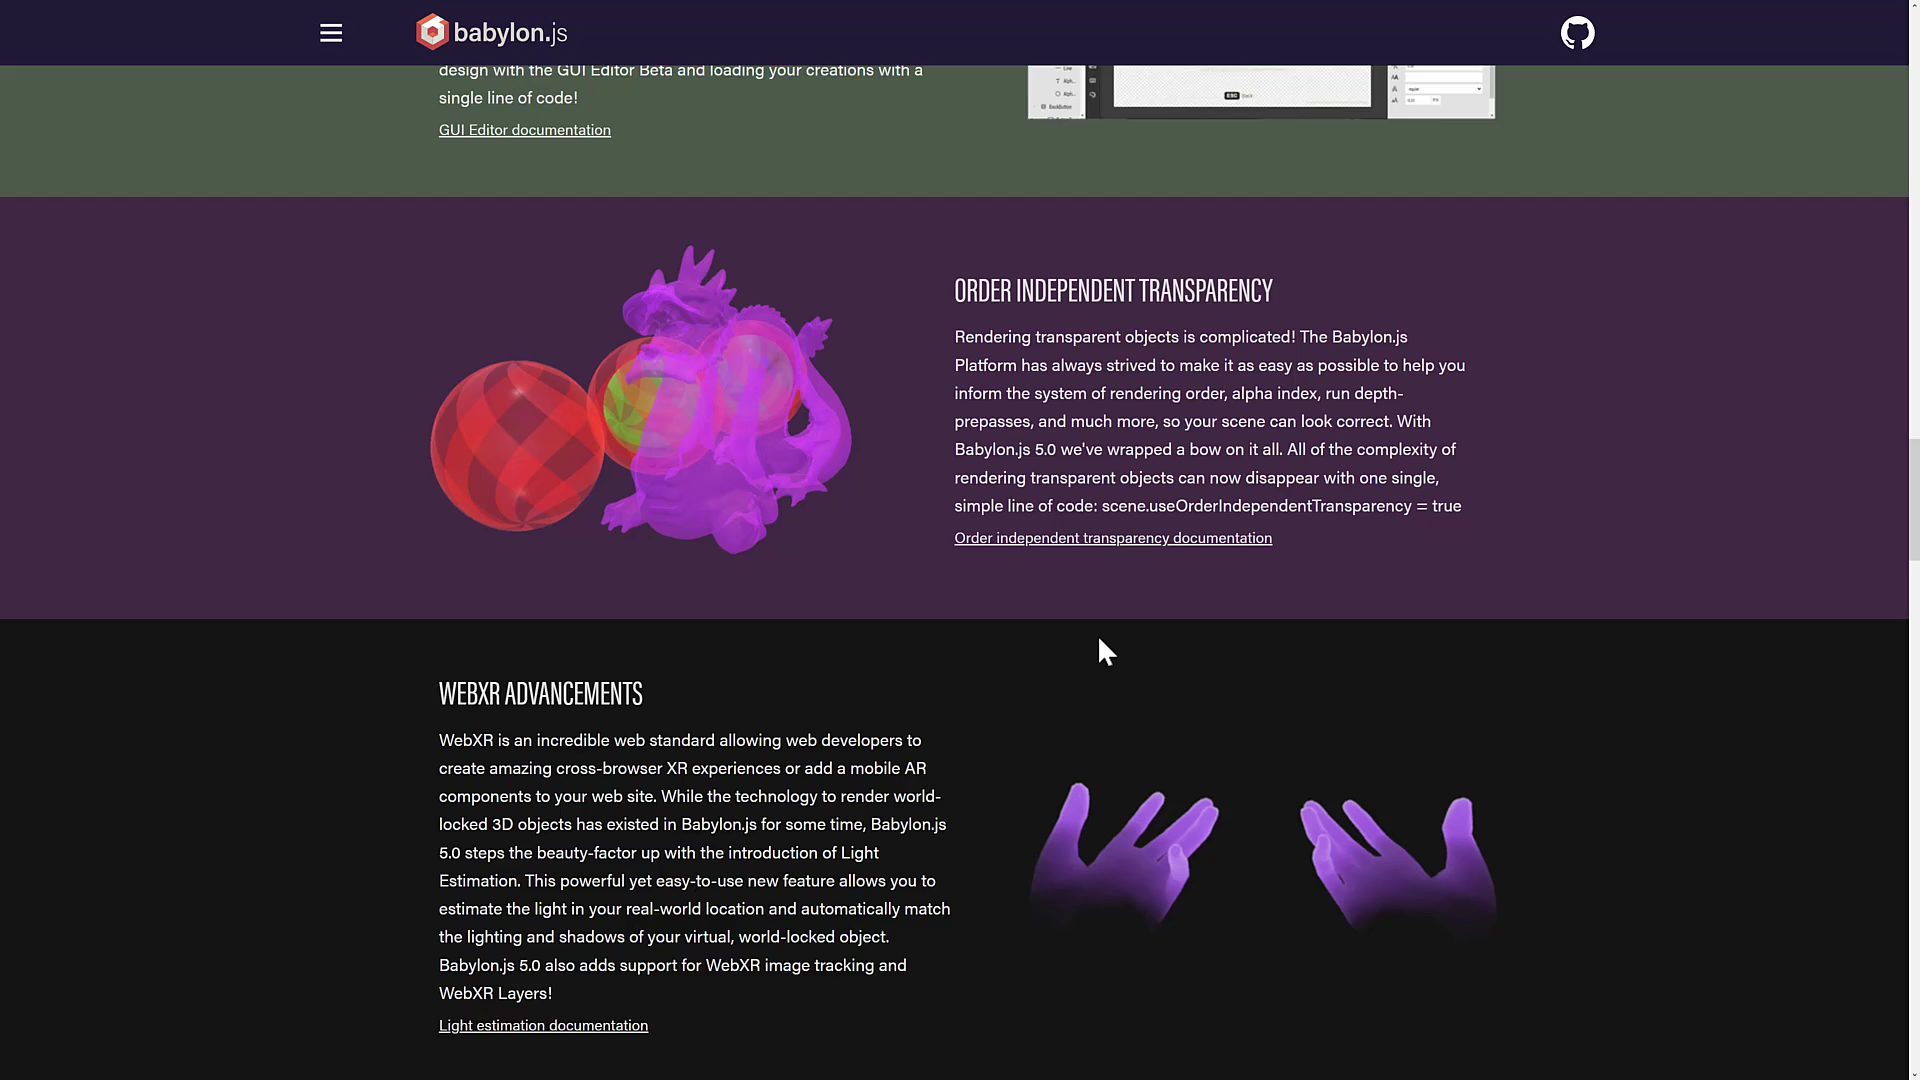 babylon.js
design with the GUI Editor Beta and loading your creations with a
single line of code!
GUI Editor documentation
Line
Alph...
Alph...
BackButton
ESC Back
ORDER INDEPENDENT TRANSPARENCY
Rendering transparent objects is complicated! The Babylon.js
Platform has always strived to make it as easy as possible to help you
inform the system of rendering order, alpha index, run depth-
prepasses, and much more, so your scene can look correct. With
Babylon.js 5.0 we've wrapped a bow on it all. All of the complexity of
rendering transparent objects can now disappear with one single,
simple line of code: scene.useOrderIndependentTransparency = true
Order independent transparency documentation
WEBXR ADVANCEMENTS
WebXR is an incredible web standard allowing web developers to
create amazing cross-browser XR experiences or add a mobile AR
components to your web site. While the technology to render world-
locked 3D objects has existed in Babylon.js for some time, Babylon.js
5.0 steps the beauty-factor up with the introduction of Light
Estimation. This powerful yet easy-to-use new feature allows you to
estimate the light in your real-world location and automatically match
the lighting and shadows of your virtual, world-locked object.
Babylon.js 5.0 also adds support for WebXR image tracking and
WebXR Layers!
Light estimation documentation